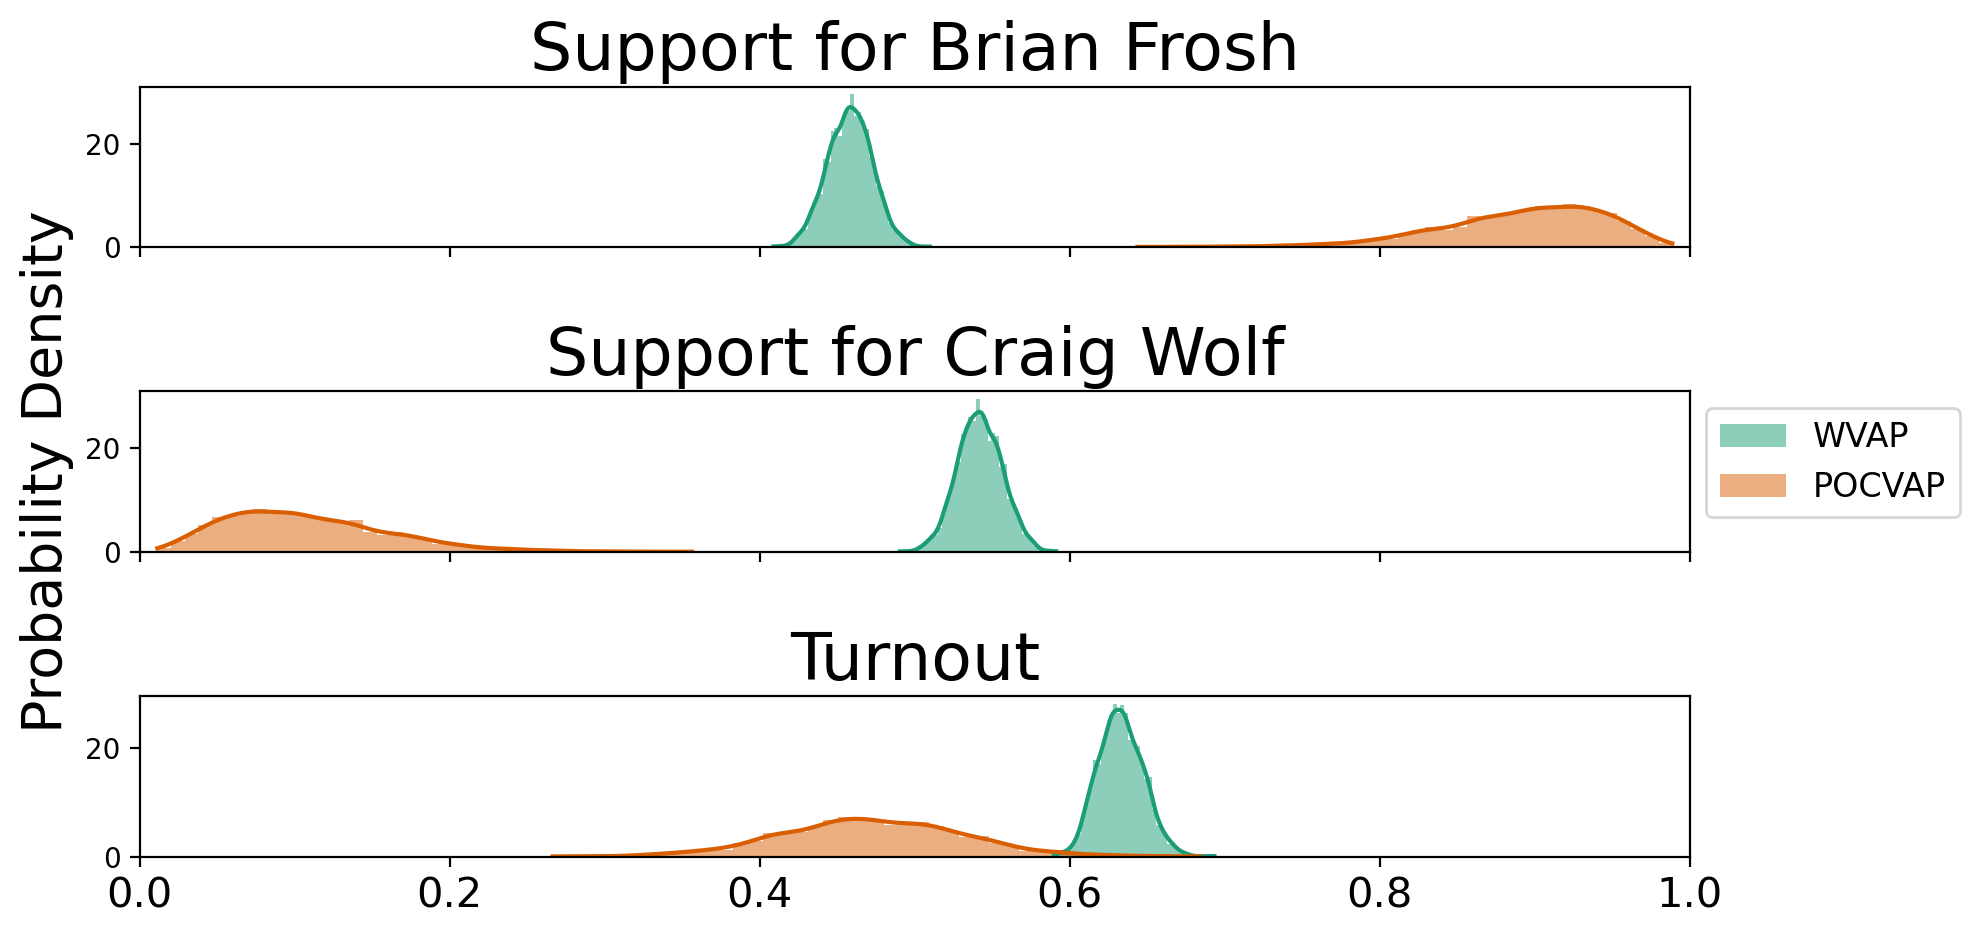 Support for Brian Frosh
20
0
Probability Density
Support for Craig Wolf
20
0
WVAP
POCVAP
Turnout
20
0
0.0 0.2 0.4 0.6 0.8 1.0